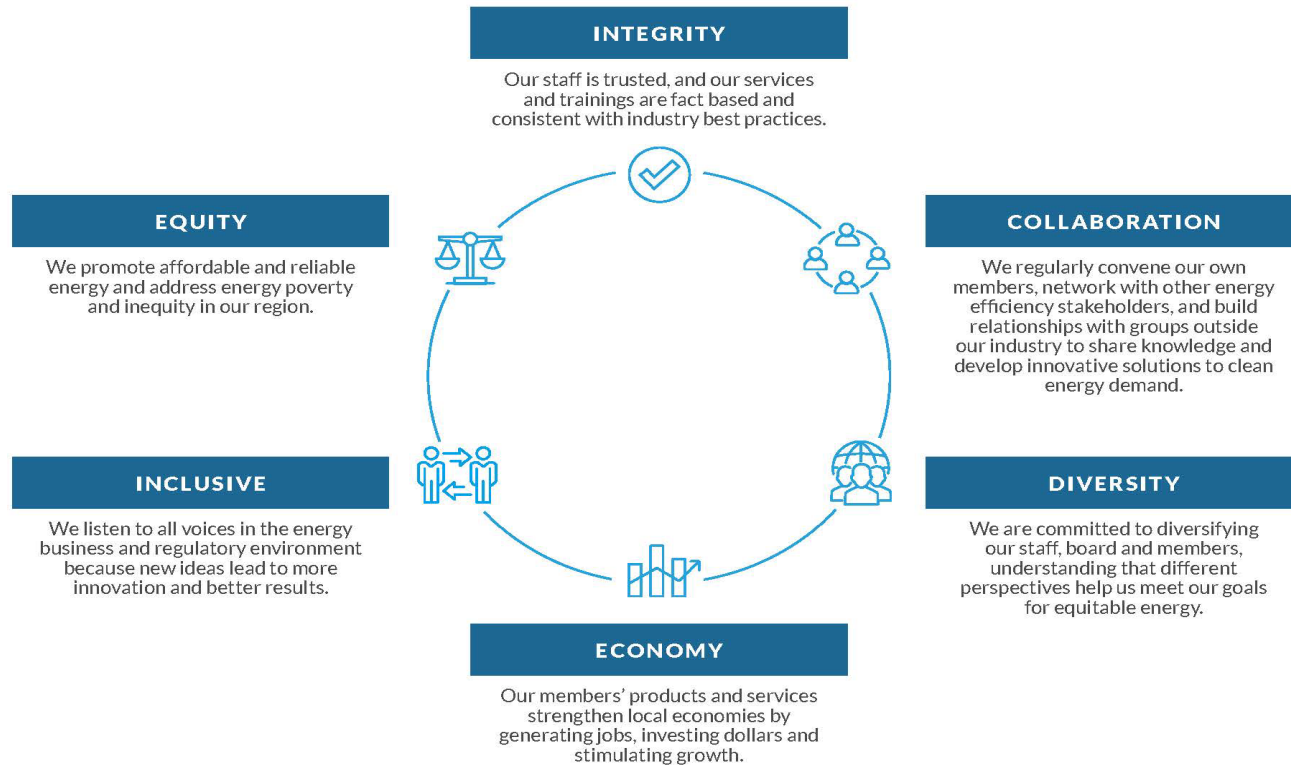 INTEGRITY
Our staff is trusted, and our services
and trainings are fact based and
consistent with industry best practices.
EQUITY
We promote affordable and reliable
energy and address energy poverty
and inequity in our region.
COLLABORATION
We regularly convene our own
members, network with other energy
efficiency stakeholders, and build
relationships with groups outside
our industry to share knowledge and
develop innovative solutions to clean
energy demand.
INCLUSIVE
We listen to all voices in the energy
business and regulatory environment
because new ideas lead to more
innovation and better results.
DIVERSITY
We are committed to diversifying
our staff, board and members,
understanding that different
perspectives help us meet our goals
for equitable energy.
ECONOMY
Our members’ products and services
strengthen local economies by
generating jobs, investing dollars and
stimulating growth.